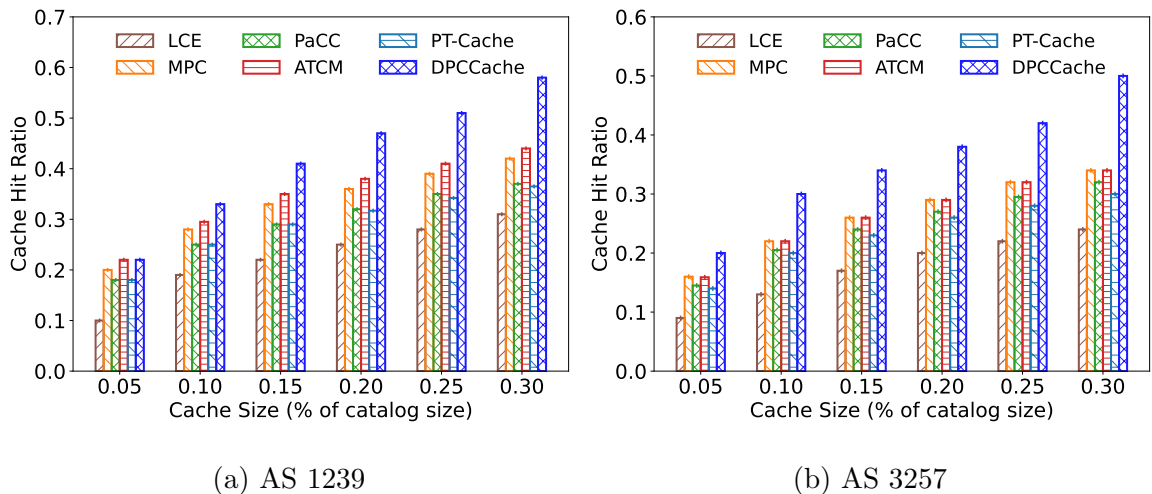 0.7
0.6
0.5
0.4
0.3
0.2
0.1
0.0
Cache Hit Ratio
LCE PaCC PT-Cache
MPC ATCM DPCCache
0.05 0.10 0.15 0.20 0.25 0.30
Cache Size (% of catalog size)
(a) AS 1239
0.6
0.5
0.4
0.3
0.2
0.1
0.0
Cache Hit Ratio
LCE PaCC PT-Cache
MPC ATCM DPCCache
0.05 0.10 0.15 0.20 0.25 0.30
Cache Size (% of catalog size)
(b) AS 3257